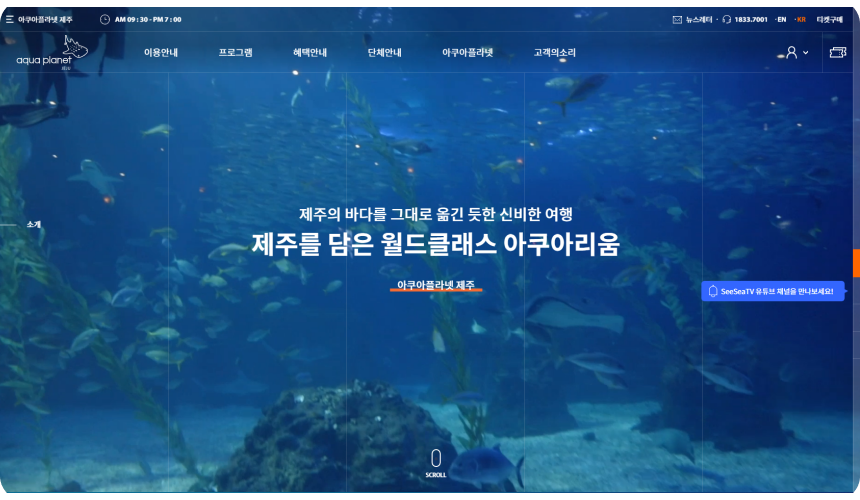 아쿠아플라넷 제주
AM 09 : 30 - PM 7 : 00
뉴스레터 · 1833.7001 ·EN ·KR 티켓구매
aqua planet
제주
이용안내 프로그램 혜택안내 단체안내 아쿠아플라넷 고객의소리
소개
제주의 바다를 그대로 옮긴 듯한 신비한 여행
제주를 담은 월드클래스 아쿠아리움
아쿠아플라넷 제주
SeeSeaTV 유튜브 채널을 만나보세요!
SCROLL